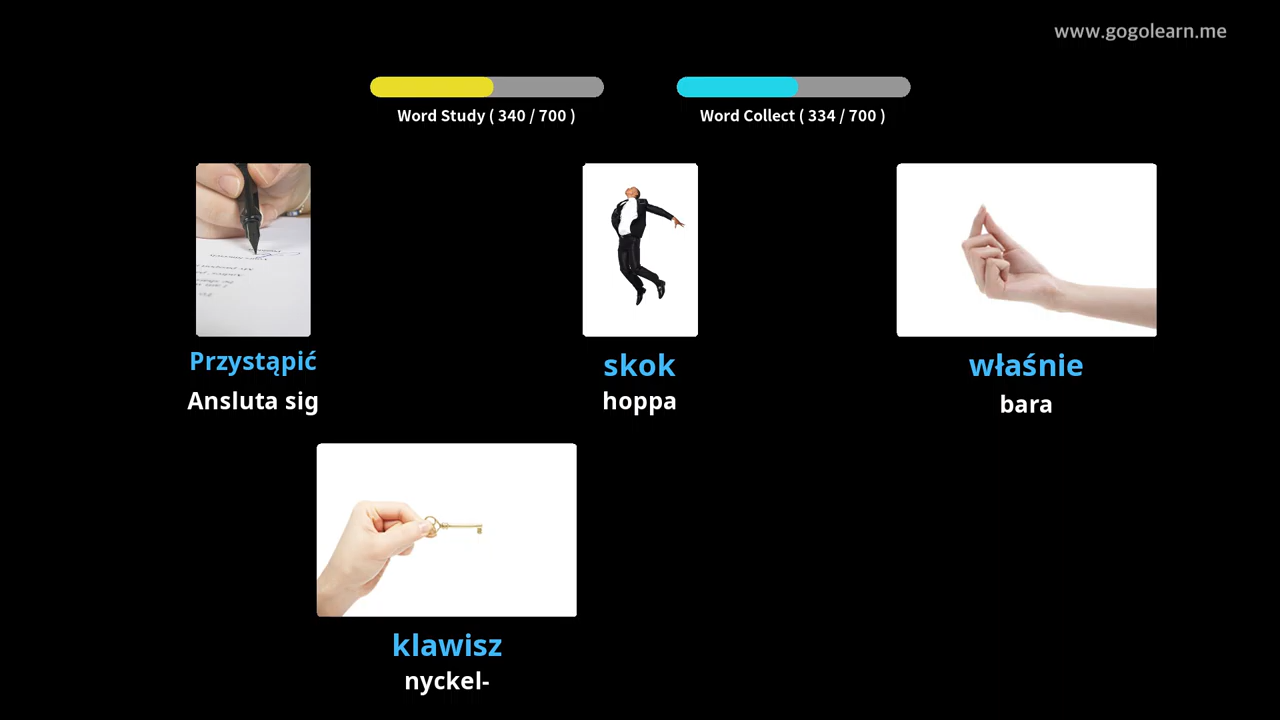 www.gogolearn.me
Word Study ( 340 / 700 )
Word Collect ( 334 / 700 )
Przystąpić
Ansluta sig
skok
hoppa
właśnie
bara
klawisz
nyckel-